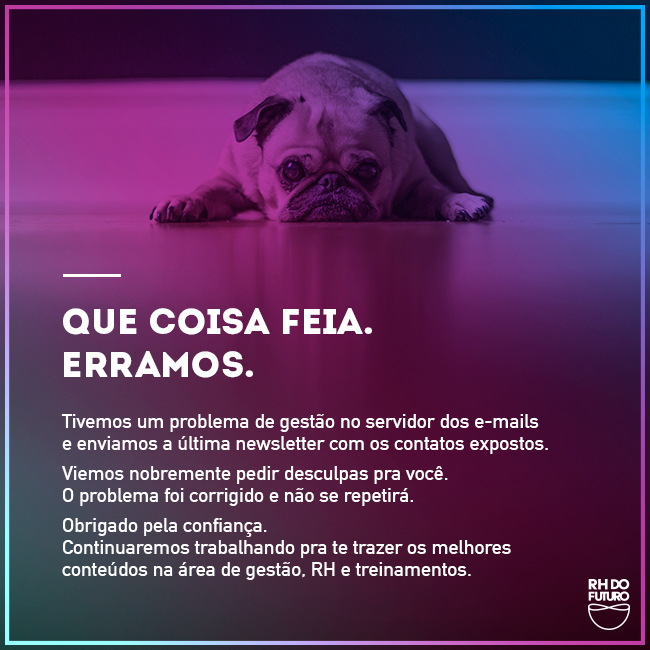 QUE COISA FEIA.
ERRAMOS.
Tivemos um problema de gestão no servidor dos e-mails
e enviamos a última newsletter com os contatos expostos.
Viemos nobremente pedir desculpas pra você.
O problema foi corrigido e não se repetirá.
Obrigado pela confiança.
Continuaremos trabalhando pra te trazer os melhores
conteúdos na área de gestão, RH e treinamentos.
RH DO
FUTURO